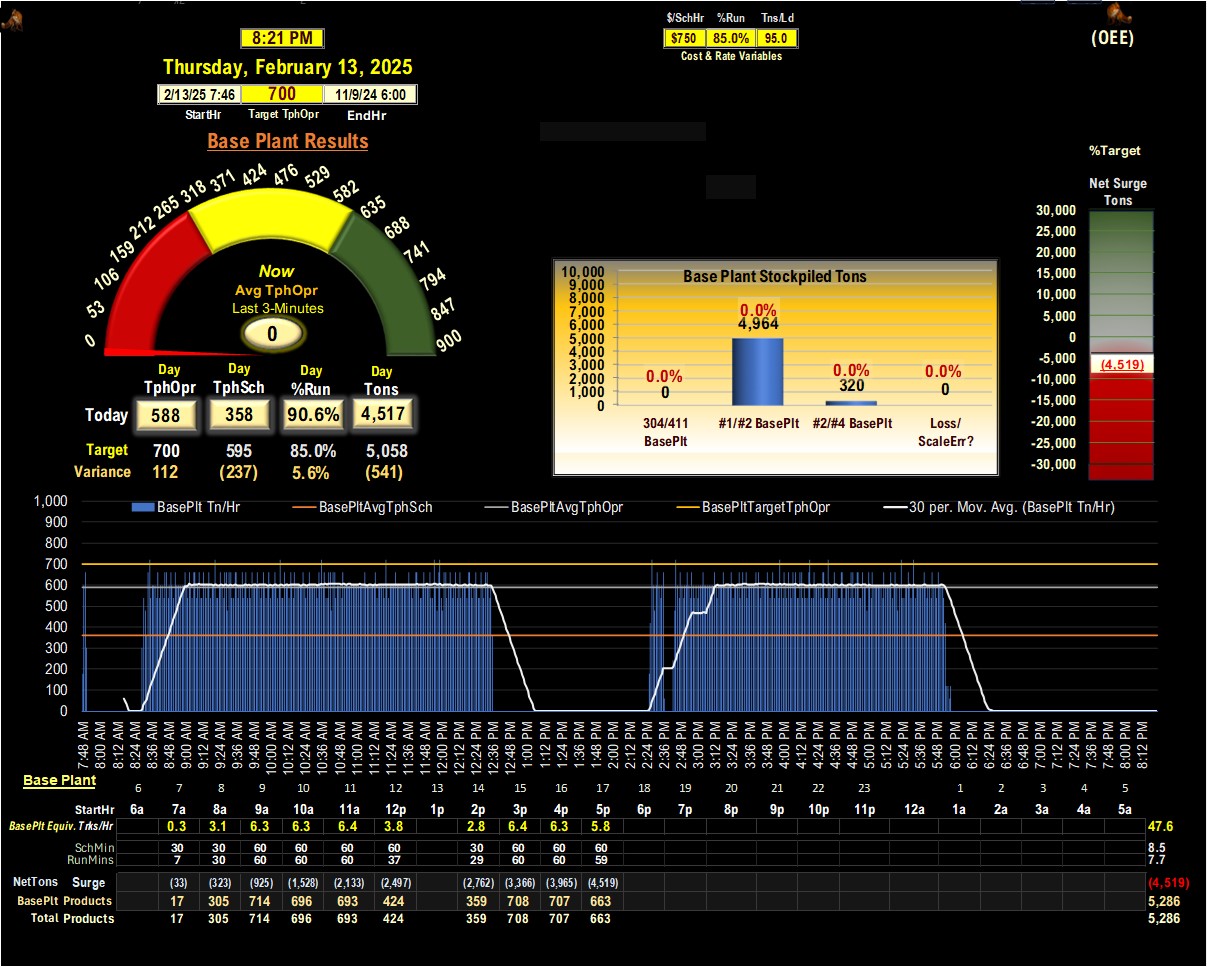 $/SchHr %Run Tns/Ld
8:21 PM
$750 85.0% 95.0
(OEE)
Cost & Rate Variables
Thursday, February 13, 2025
2/13/25 7:46 700 11/9/24 6:00
StartHr Target TphOpr EndHr
Base Plant Results
%Target
Net Surge
Tons
0 53 106 159 212 265 318 371 424 476 529 582 635 688 741 794 847 900
Now
Avg TphOpr
Last 3-Minutes
0
30,000
25,000
20,000
15,000
10,000
5,000
0
-5,000
(4,519)
-10,000
-15,000
-20,000
-25,000
-30,000
Base Plant Stockpiled Tons
10,000
9,000
8,000
7,000
6,000
5,000
4,000
3,000
2,000
1,000
0
0.0% 0.0% 0.0% 0.0%
0 4,964 320 0
304/411 BasePlt
#1/#2 BasePlt
#2/#4 BasePlt
Loss/ ScaleErr?
Day Day Day Day
TphOpr TphSch %Run Tons
Today 588 358 90.6% 4,517
Target 700 595 85.0% 5,058
Variance 112 (237) 5.6% (541)
BasePlt Tn/Hr BasePltAvgTphSch BasePltAvgTphOpr BasePltTargetTphOpr 30 per. Mov. Avg. (BasePlt Tn/Hr)
1,000
900
800
700
600
500
400
300
200
100
0
7:48 AM 8:00 AM 8:12 AM 8:36 AM 8:48 AM 9:00 AM 9:12 AM 9:36 AM 9:48 AM 10:00 AM 10:12 AM 10:36 AM 10:48 AM 11:00 AM 11:12 AM 11:36 AM 11:48 AM 12:00 PM 12:12 PM 12:24 PM 12:36 PM 12:48 PM 1:00 PM 1:12 PM 1:24 PM 1:36 PM 1:48 PM 2:00 PM 2:12 PM 2:24 PM 2:36 PM 2:48 PM 3:00 PM 3:12 PM 3:24 PM 3:36 PM 3:48 PM 4:00 PM 4:12 PM 4:24 PM 4:36 PM 4:48 PM 5:00 PM 5:12 PM 5:24 PM 5:36 PM 5:48 PM 6:00 PM 6:12 PM 6:24 PM 6:36 PM 6:48 PM 7:00 PM 7:12 PM 7:24 PM 7:36 PM 7:48 PM 8:00 PM 8:12 PM
Base Plant 6 7 8 9 10 11 12 13 14 15 16 17 18 19 20 21 22 23 1 2 3 4 5
StartHr 6a 7a 8a 9a 10a 11a 12p 1p 2p 3p 4p 5p 6p 7p 8p 9p 10p 11p 12a 1a 2a 3a 4a 5a
BasePlt Equiv. Trks/Hr 0.3 3.1 6.3 6.3 6.4 3.8 2.8 6.4 6.3 5.8 47.6
SchMin 30 30 60 60 60 60 30 60 60 60 8.5
RunMins 7 30 60 60 60 37 29 60 60 59 7.7
NetTons Surge (33) (323) (925) (1,528) (2,133) (2,497) (2,762) (3,366) (3,965) (4,519) (4,519)
BasePlt Products 17 305 714 696 693 424 359 708 707 663 5,286
Total Products 17 305 714 696 693 424 359 708 707 663 5,286